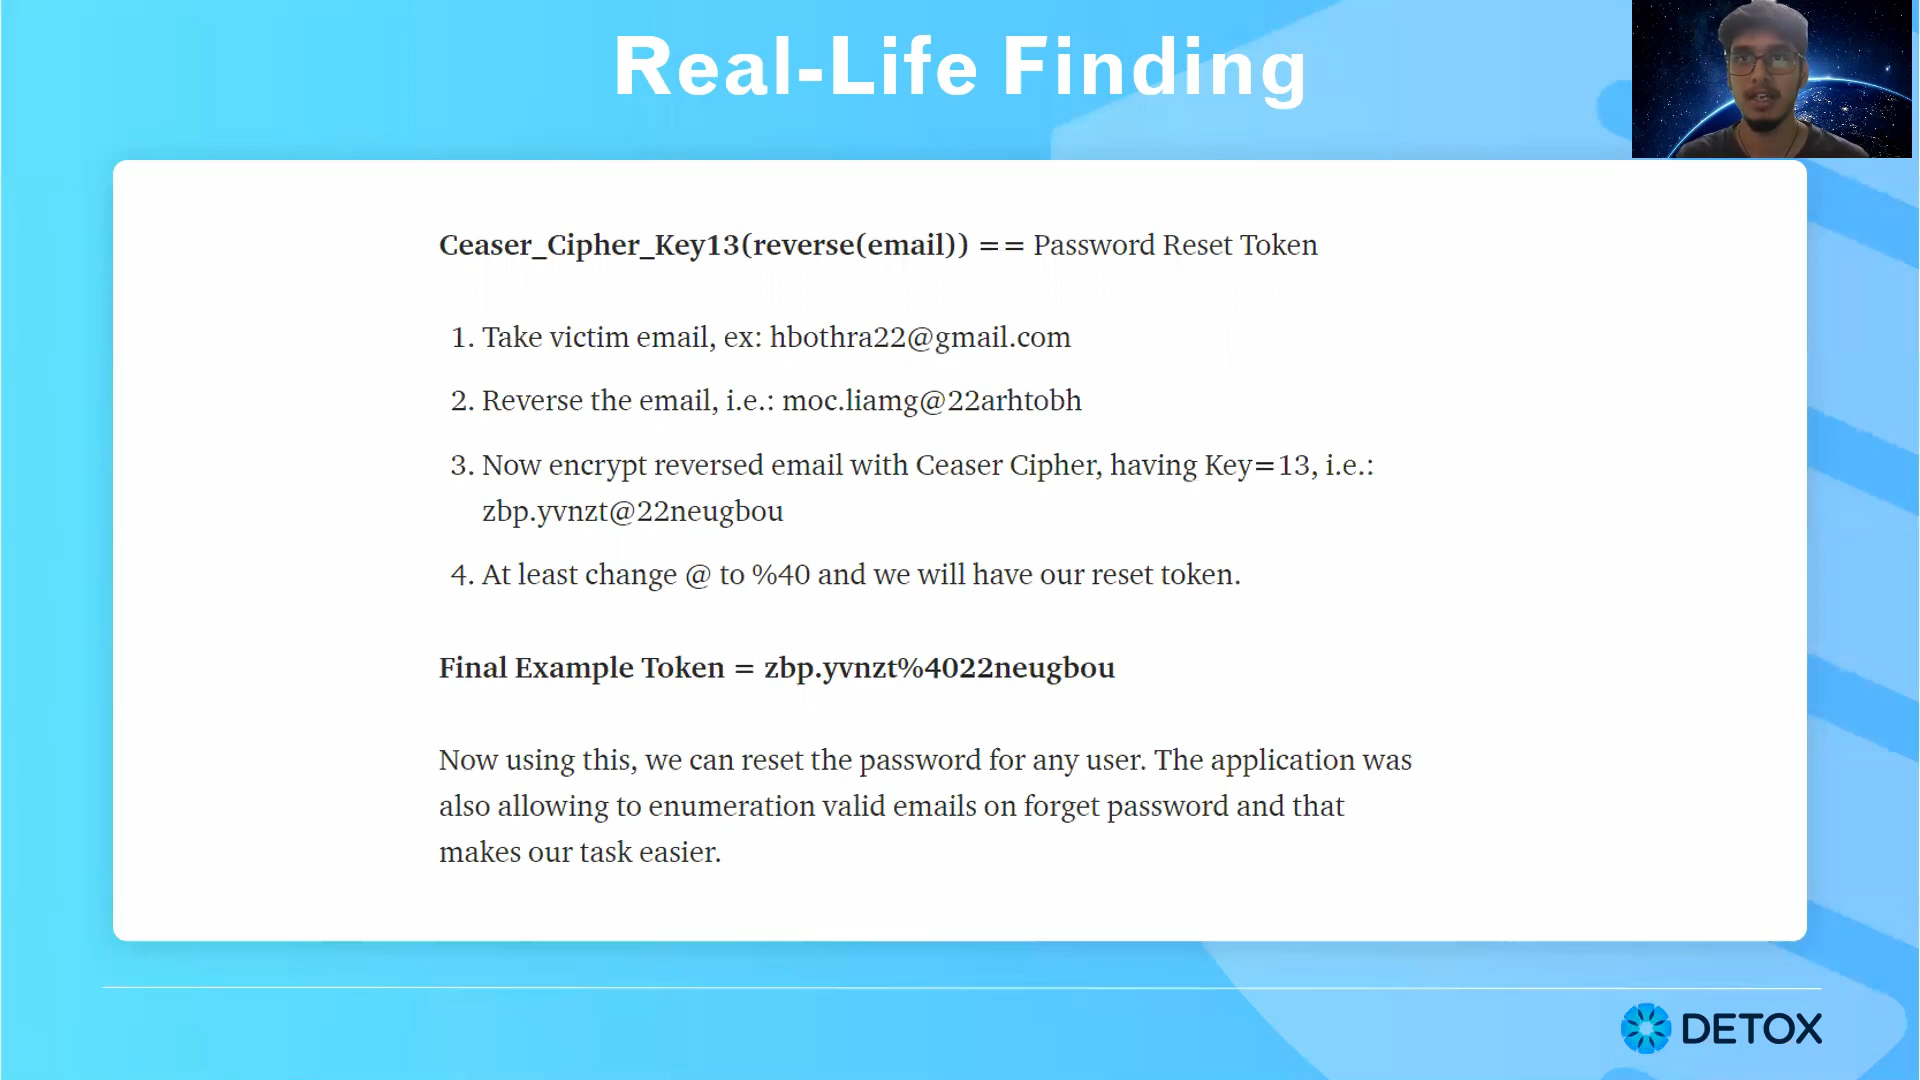 Real-Life Finding
Ceaser_Cipher_Key13(reverse(email)) == Password Reset Token
1. Take victim email, ex: hbothra22@gmail.com
2. Reverse the email, i.e.: moc.liamg@22arhtobh
3. Now encrypt reversed email with Ceaser Cipher, having Key=13, i.e.:
zbp.yvnzt@22neugbou
4. At least change @ to %40 and we will have our reset token.
Final Example Token = zbp.yvnzt%4022neugbou
Now using this, we can reset the password for any user. The application was
also allowing to enumeration valid emails on forget password and that
makes our task easier.
DETOX